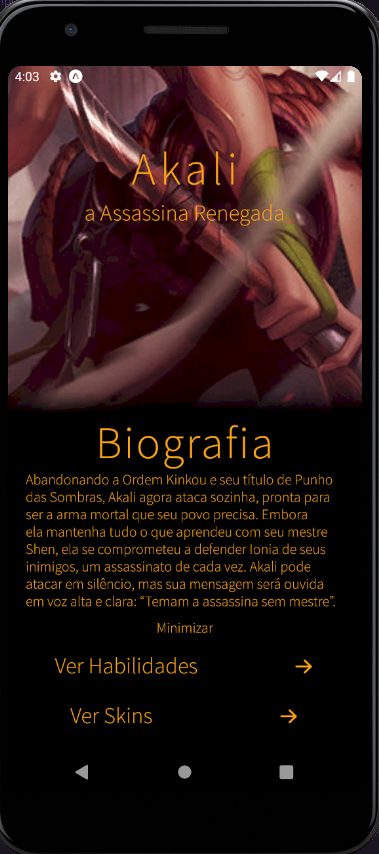 4:03
Akali
a Assassina Renegada
Biografia
Abandonando a Ordem Kinkou e seu título de Punho
das Sombras, Akali agora ataca sozinha, pronta para
ser a arma mortal que seu povo precisa. Embora
ela mantenha tudo o que aprendeu com seu mestre
Shen, ela se comprometeu a defender Ionia de seus
inimigos, um assassinato de cada vez. Akali pode
atacar em silêncio, mas sua mensagem será ouvida
em voz alta e clara: “Temam a assassina sem mestre”.
Minimizar
Ver Habilidades
Ver Skins